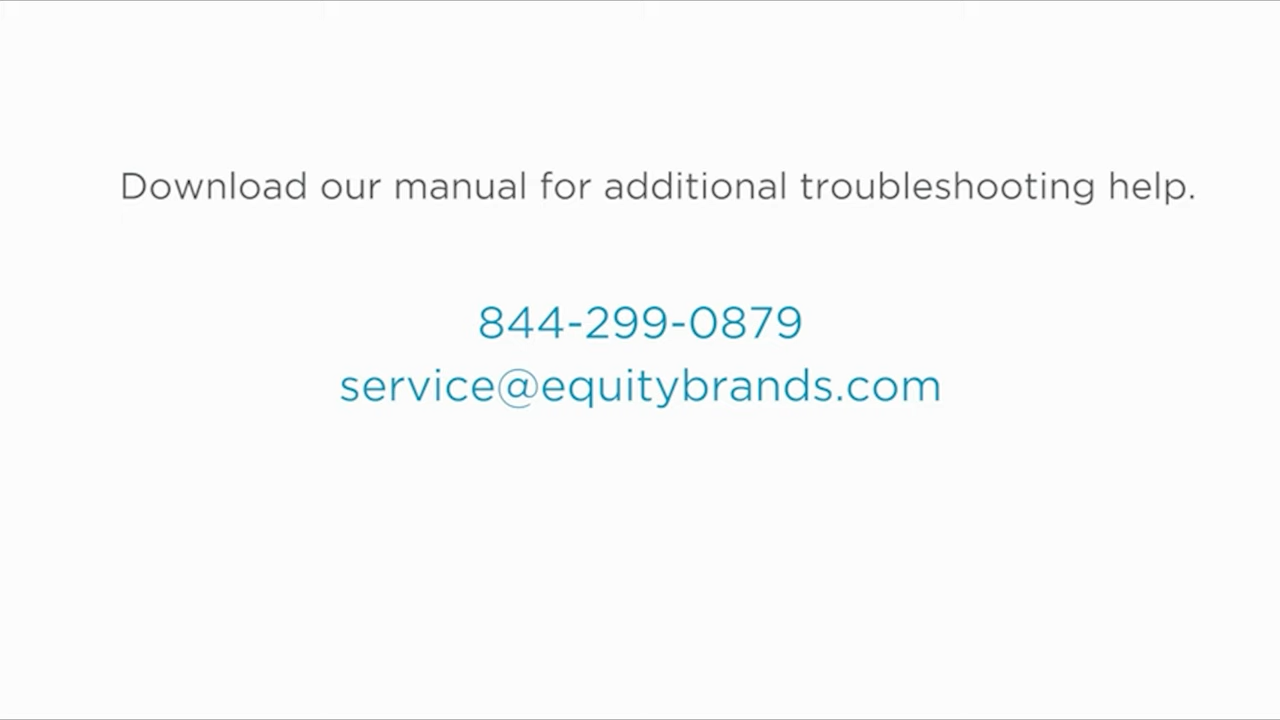 Download our manual for additional troubleshooting help.
844-299-0879
service@equitybrands.com